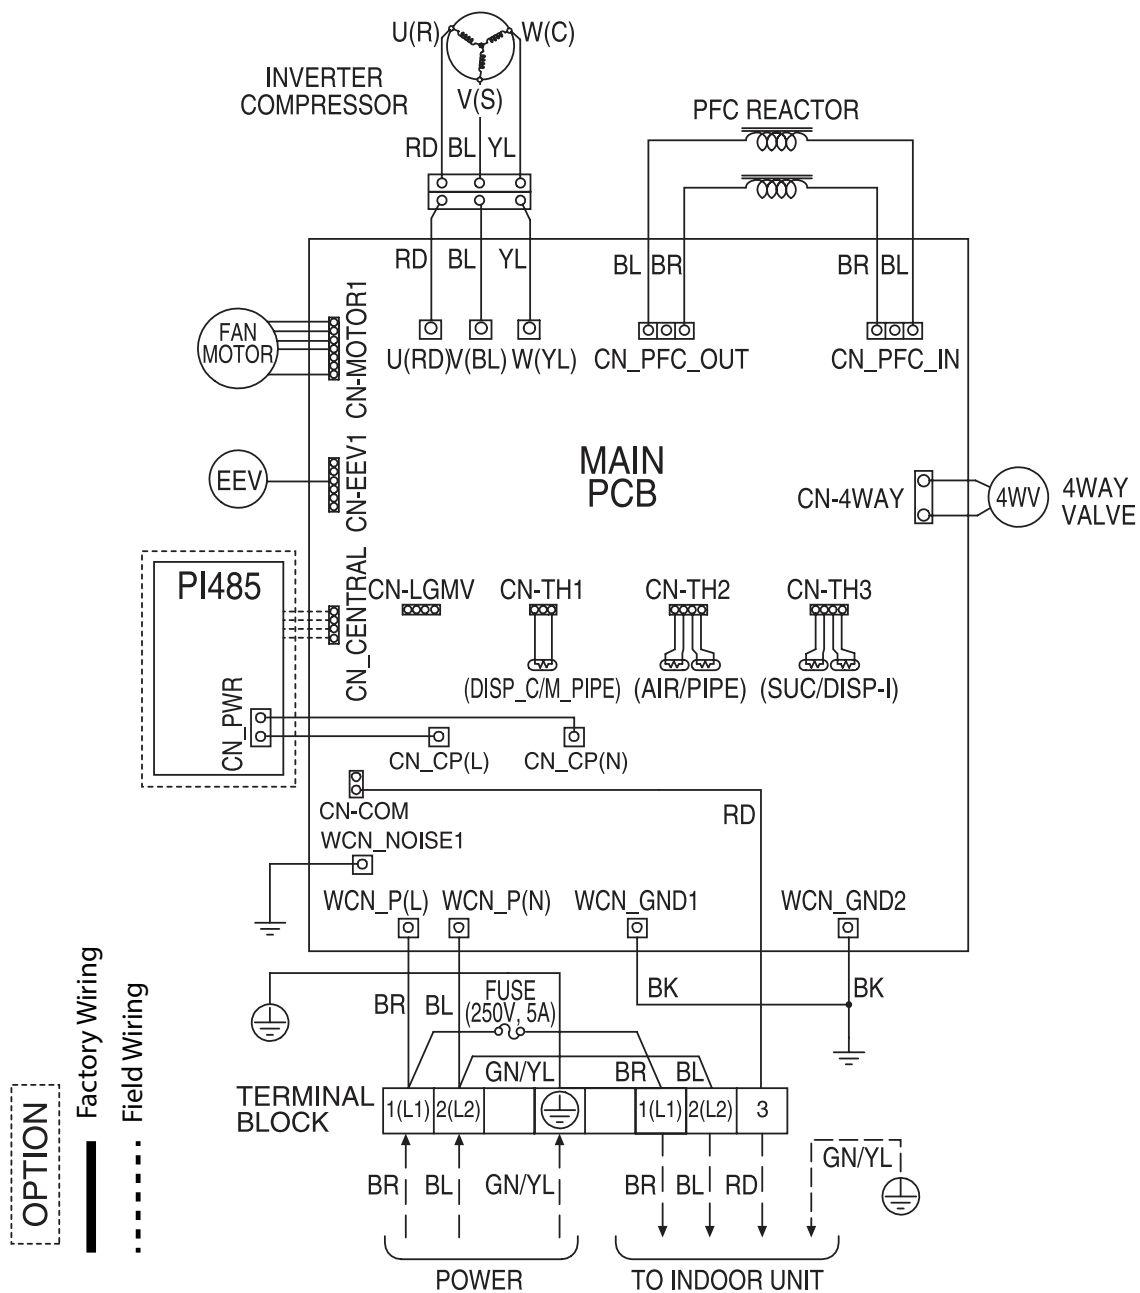 U(R)
W(C)
INVERTER
COMPRESSOR
V(S)
PFC REACTOR
RD BL YL
RD BL YL
BL BR
BR BL
FAN
MOTOR
CN-MOTOR1
U(RD) V(BL) W(YL)
CN_PFC_OUT
CN_PFC_IN
EEV
CN-EEV1
MAIN
PCB
CN-4WAY
4WV
4WAY
VALVE
PI485
CN_CENTRAL
CN-LGMV
CN-TH1
CN-TH2
CN-TH3
(DISP_C/M_PIPE)
(AIR/PIPE)
(SUC/DISP-I)
CN_PWR
CN_CP(L)
CN_CP(N)
CN-COM
RD
WCN_NOISE1
WCN_P(L)
WCN_P(N)
WCN_GND1
WCN_GND2
BR BL
FUSE
(250V, 5A)
BK
BK
GN/YL
BR BL
TERMINAL
BLOCK
1(L1) 2(L2)
1(L1) 2(L2) 3
BR BL GN/YL
BR BL RD
GN/YL
POWER
TO INDOOR UNIT
OPTION
Factory Wiring
Field Wiring